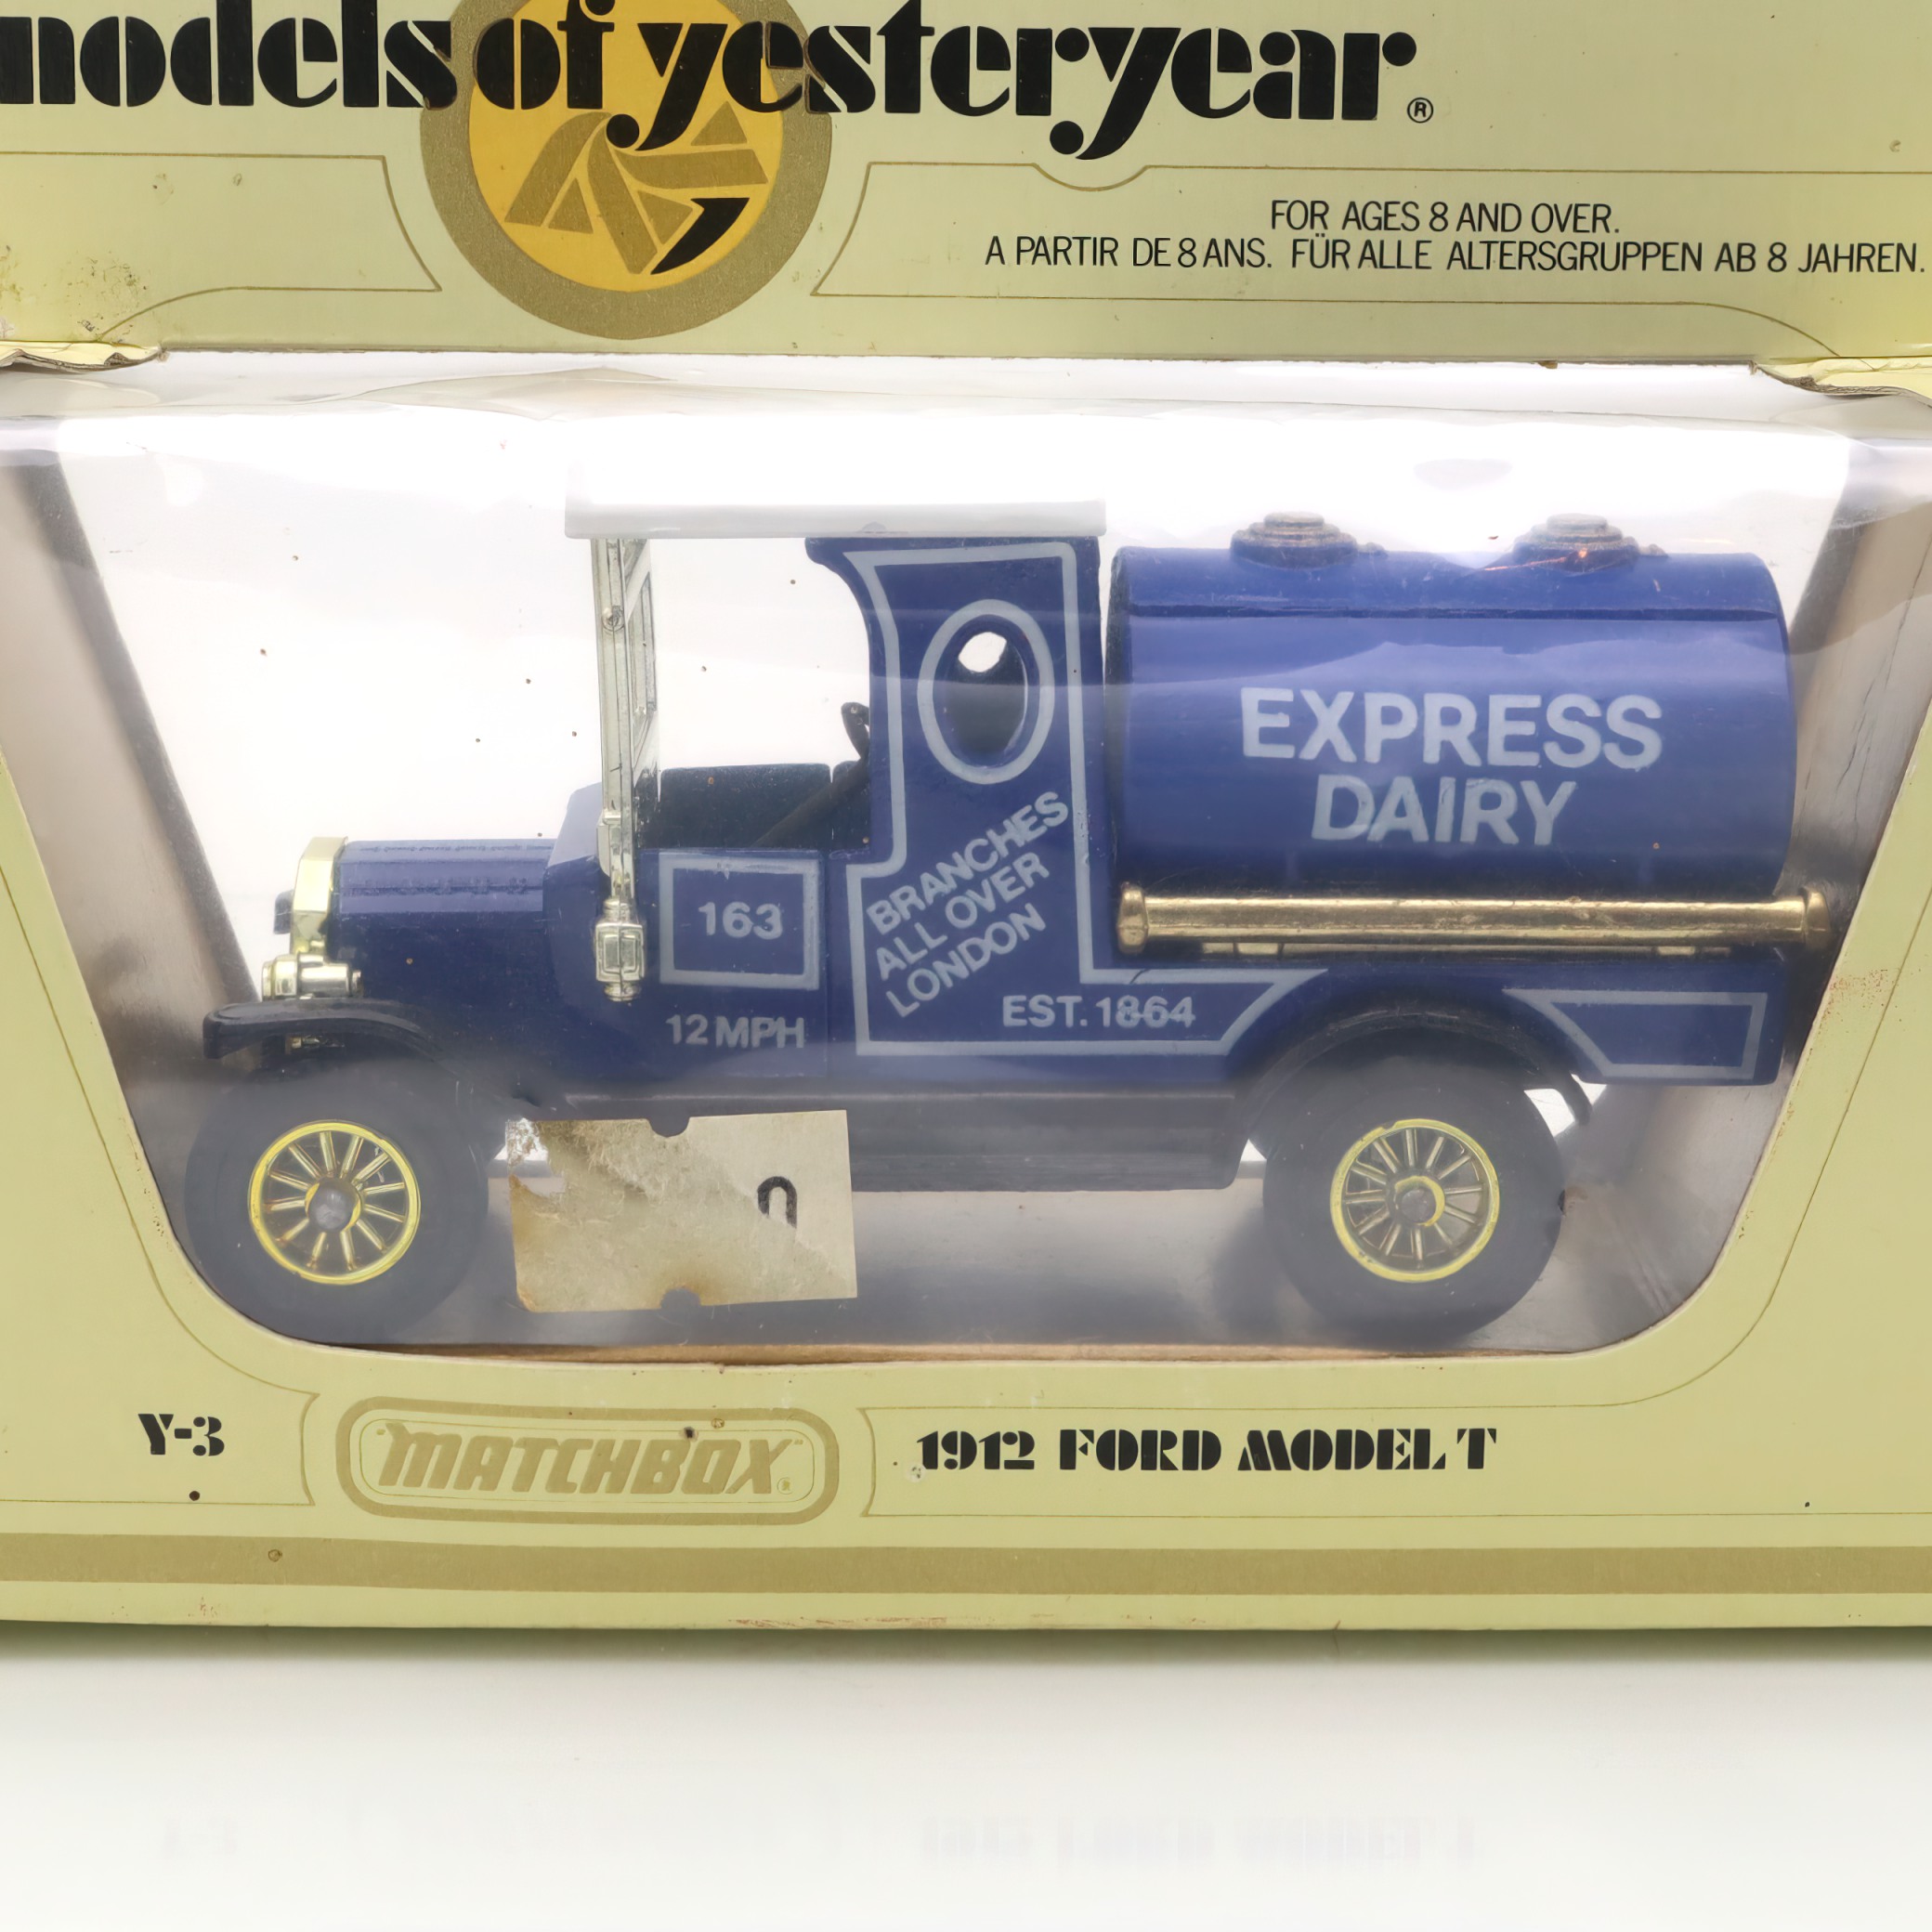 models of yesteryear®
FOR AGES 8 AND OVER.
A PARTIR DE 8 ANS. FÜR ALLE ALTERSGRUPPEN AB 8 JAHREN.
EXPRESS
DAIRY
BRANCHES
ALL OVER
LONDON
163
EST. 1864
12 MPH
Y-3
"MATCHBOX"
1912 FORD MODEL T